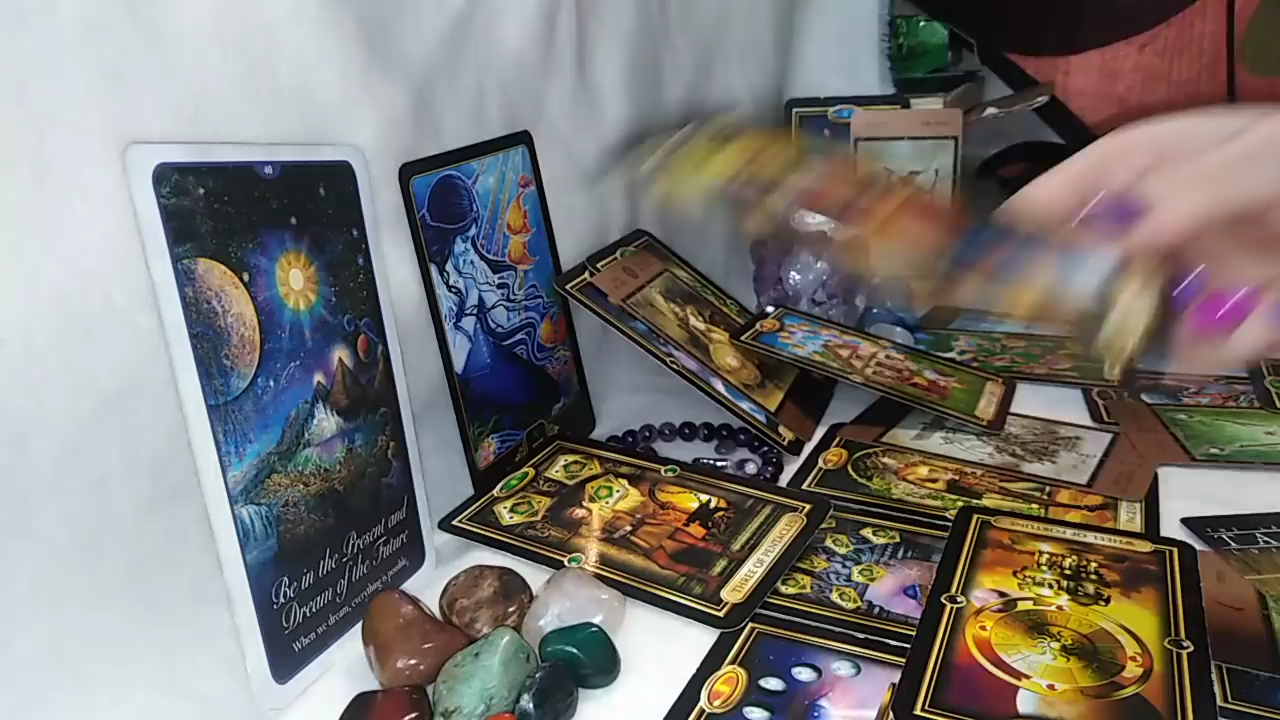 40
Be in the Present and
Dream of the Future
When we dream, everything is possible.
THREE OF PENTACLES
WHEEL OF FORTUNE